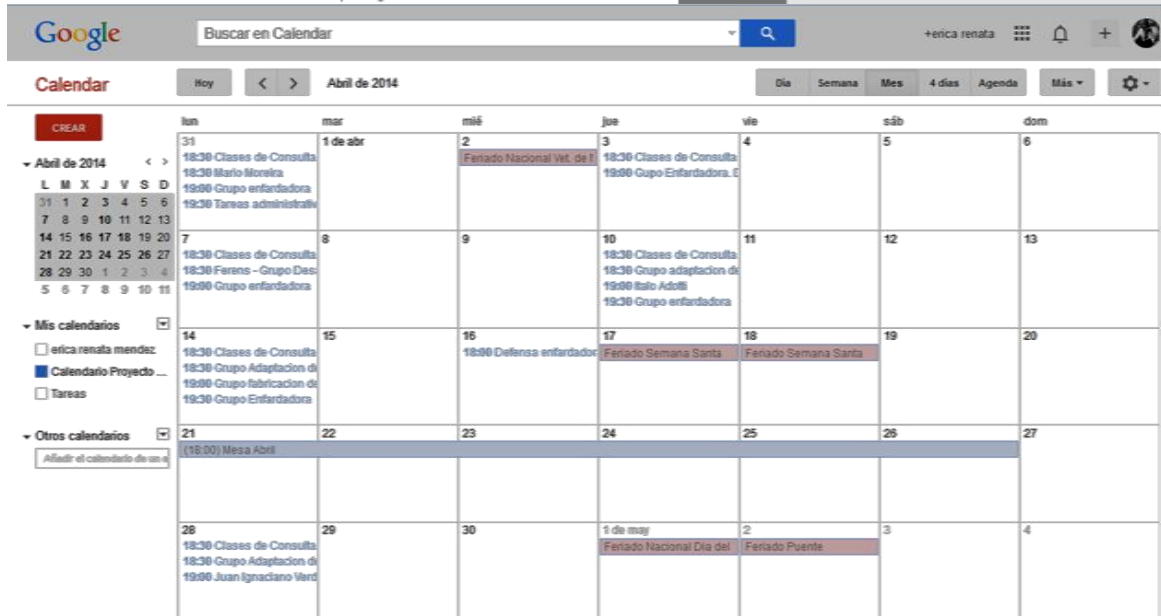 Google
Buscar en Calendar
+erica renata
Calendar
Hoy
Abril de 2014
Día Semana Mes 4 días Agenda
Más
CREAR
Abril de 2014
L M X J V S D
31 1 2 3 4 5 6
7 8 9 10 11 12 13
14 15 16 17 18 19 20
21 22 23 24 25 26 27
28 29 30 1 2 3 4
5 6 7 8 9 10 11
Mis calendarios
erica renata mendez
Calendario Proyecto ...
Tareas
Otros calendarios
Añadir el calendario de un a
lun mar mié jue vie sáb dom
31
18:30 Clases de Consulta
18:30 Mario Moreira
19:00 Grupo enfardadora
19:30 Tareas administrativ
1 de abr
2
Feriado Nacional Vet. de M
3
18:30 Clases de Consulta
19:00 Gupo Enfardadora. D
4
5
6
7
18:30 Clases de Consulta
18:30 Ferens - Grupo Des
19:00 Grupo enfardadora
8
9
10
18:30 Clases de Consulta
18:30 Grupo adaptacion de
19:00 Italo Adotti
19:30 Grupo enfardadora
11
12
13
14
18:30 Clases de Consulta
18:30 Grupo Adaptacion d
19:00 Grupo fabricacion de
19:30 Grupo Enfardadora
15
16
18:00 Defensa enfardador
17
Feriado Semana Santa
18
Feriado Semana Santa
19
20
21
(18:00) Mesa Abril
22
23
24
25
26
27
28
18:30 Clases de Consulta
18:30 Grupo Adaptacion d
19:00 Juan Ignaciano Verd
29
30
1 de may
Feriado Nacional Dia del
2
Feriado Puente
3
4